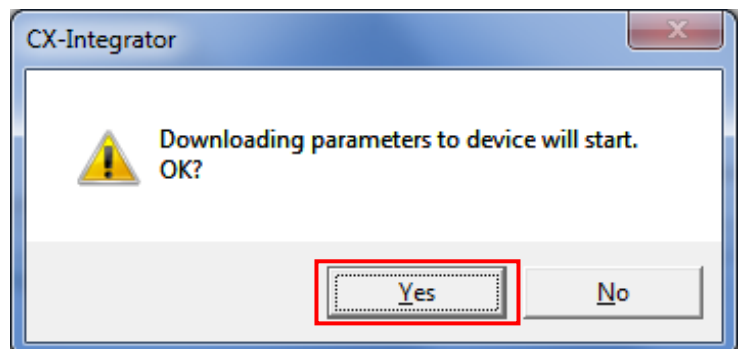 CX-Integrator
Downloading parameters to device will start.
OK?
Yes
No